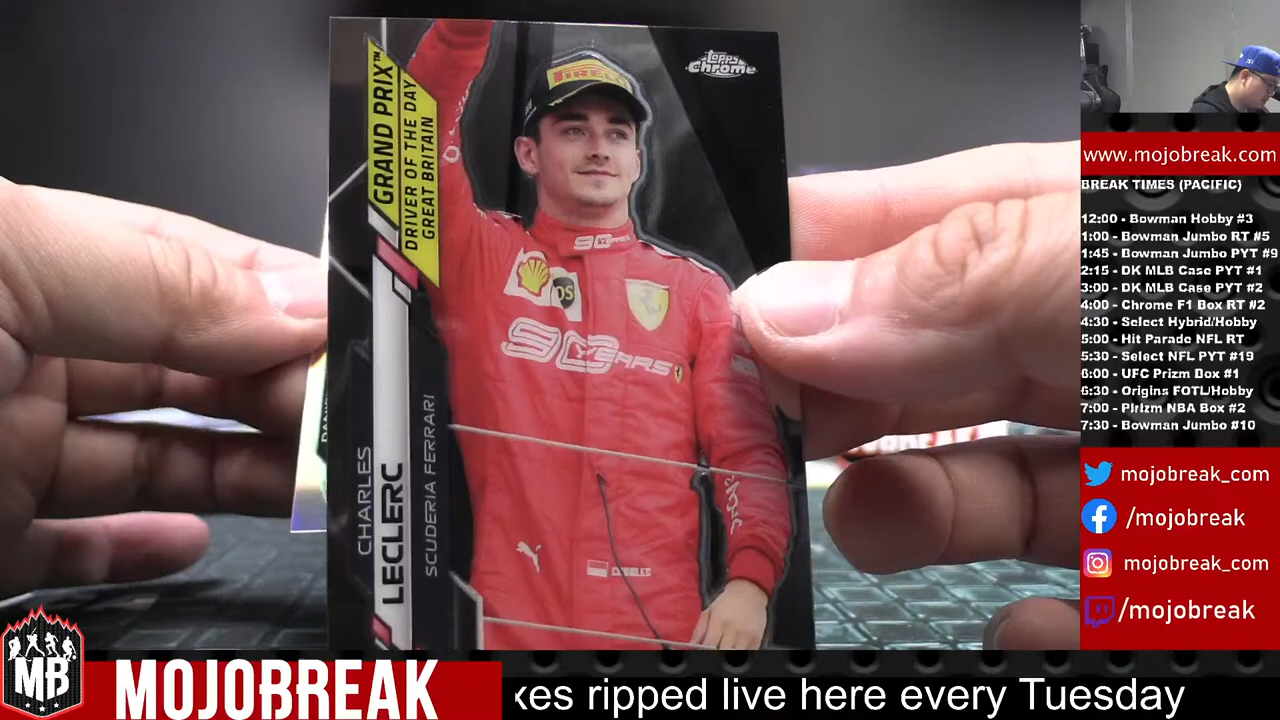 Topps
Chrome
PIRELLI
GRAND PRIX™
DRIVER OF THE DAY
GREAT BRITAIN
90
DS
90 YEARS
CHARLES
LECLERC
SCUDERIA FERRARI
www.mojobreak.com
BREAK TIMES (PACIFIC)
12:00 - Bowman Hobby #3
1:00 - Bowman Jumbo RT #5
1:45 - Bowman Jumbo PYT #9
2:15 - DK MLB Case PYT #1
3:00 - DK MLB Case PYT #2
4:00 - Chrome F1 Box RT #2
4:30 - Select Hybrid/Hobby
5:00 - Hit Parade NFL RT
5:30 - Select NFL PYT #19
6:00 - UFC Prizm Box #1
6:30 - Origins FOTL/Hobby
7:00 - Pirizm NBA Box #2
7:30 - Bowman Jumbo #10
mojobreak_com
/mojobreak
mojobreak_com
/mojobreak
MB
MOJOBREAK
xes ripped live here every Tuesday